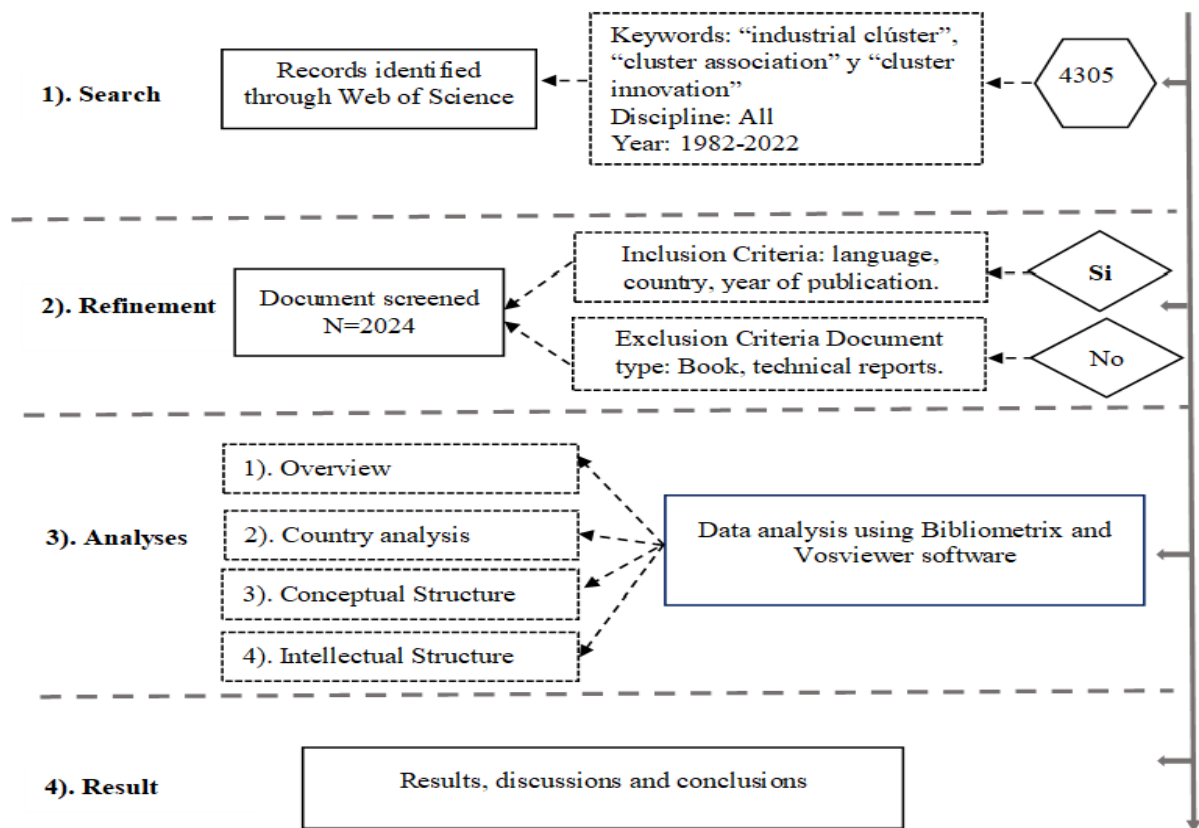 1). Search
Records identified
through Web of Science
Keywords: “industrial clúster”,
“cluster association” y “cluster
innovation”
Discipline: All
Year: 1982-2022
4305
2). Refinement
Document screened
N=2024
Inclusion Criteria: language,
country, year of publication.
Si
Exclusion Criteria Document
type: Book, technical reports.
No
3). Analyses
1). Overview
2). Country analysis
3). Conceptual Structure
4). Intellectual Structure
Data analysis using Bibliometrix and
Vosviewer software
4). Result
Results, discussions and conclusions